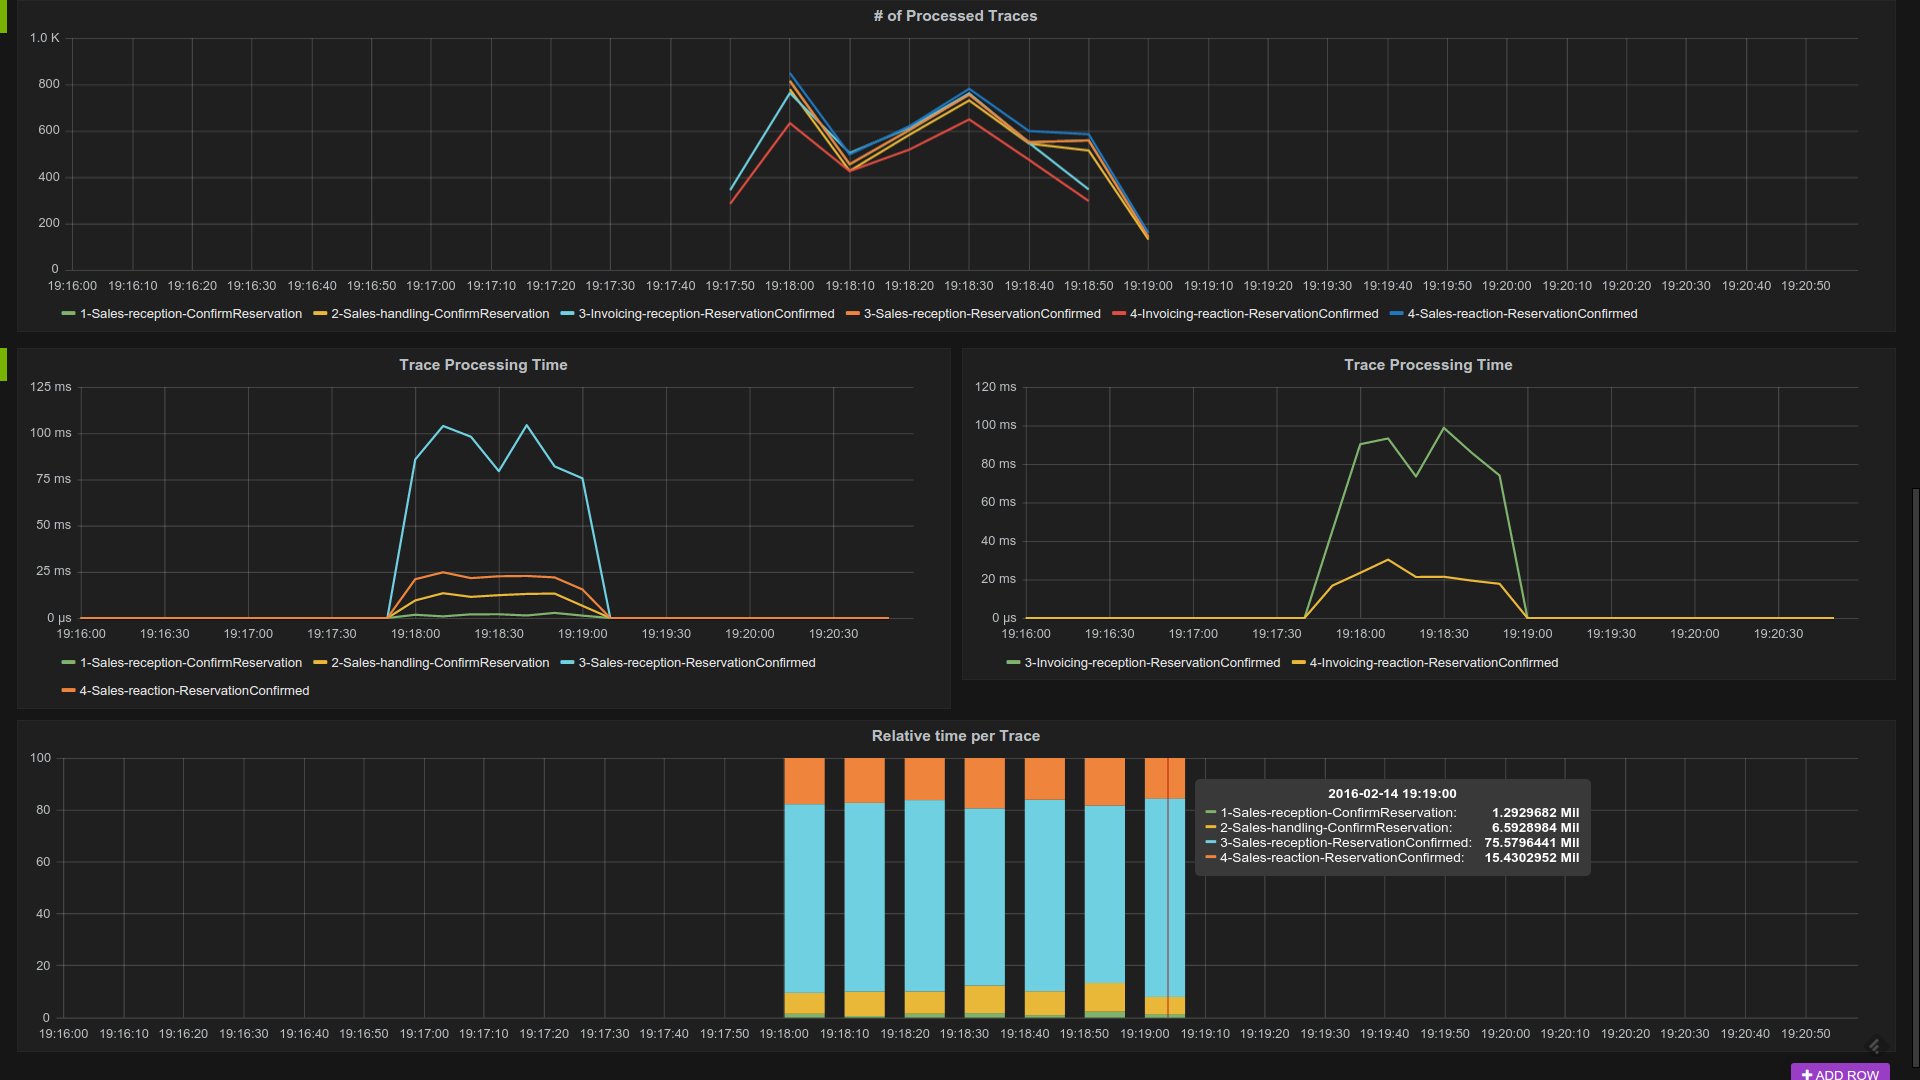 # of Processed Traces
1.0 K
800
600
400
200
0
19:16:00 19:16:10 19:16:20 19:16:30 19:16:40 19:16:50 19:17:00 19:17:10 19:17:20 19:17:30 19:17:40 19:17:50 19:18:00 19:18:10 19:18:20 19:18:30 19:18:40 19:18:50 19:19:00 19:19:10 19:19:20 19:19:30 19:19:40 19:19:50 19:20:00 19:20:10 19:20:20 19:20:30 19:20:40 19:20:50
1-Sales-reception-ConfirmReservation 2-Sales-handling-ConfirmReservation 3-Invoicing-reception-ReservationConfirmed 3-Sales-reception-ReservationConfirmed 4-Invoicing-reaction-ReservationConfirmed 4-Sales-reaction-ReservationConfirmed
Trace Processing Time
125 ms
100 ms
75 ms
50 ms
25 ms
0 µs
19:16:00 19:16:30 19:17:00 19:17:30 19:18:00 19:18:30 19:19:00 19:19:30 19:20:00 19:20:30
1-Sales-reception-ConfirmReservation 2-Sales-handling-ConfirmReservation 3-Sales-reception-ReservationConfirmed
4-Sales-reaction-ReservationConfirmed
Trace Processing Time
120 ms
100 ms
80 ms
60 ms
40 ms
20 ms
0 µs
19:16:00 19:16:30 19:17:00 19:17:30 19:18:00 19:18:30 19:19:00 19:19:30 19:20:00 19:20:30
3-Invoicing-reception-ReservationConfirmed 4-Invoicing-reaction-ReservationConfirmed
Relative time per Trace
100
80
60
40
20
0
19:16:00 19:16:10 19:16:20 19:16:30 19:16:40 19:16:50 19:17:00 19:17:10 19:17:20 19:17:30 19:17:40 19:17:50 19:18:00 19:18:10 19:18:20 19:18:30 19:18:40 19:18:50 19:19:00 19:19:10 19:19:20 19:19:30 19:19:40 19:19:50 19:20:00 19:20:10 19:20:20 19:20:30 19:20:40 19:20:50
2016-02-14 19:19:00
1-Sales-reception-ConfirmReservation: 1.2929682 Mil
2-Sales-handling-ConfirmReservation: 6.5928984 Mil
3-Sales-reception-ReservationConfirmed: 75.5796441 Mil
4-Sales-reaction-ReservationConfirmed: 15.4302952 Mil
+ ADD ROW